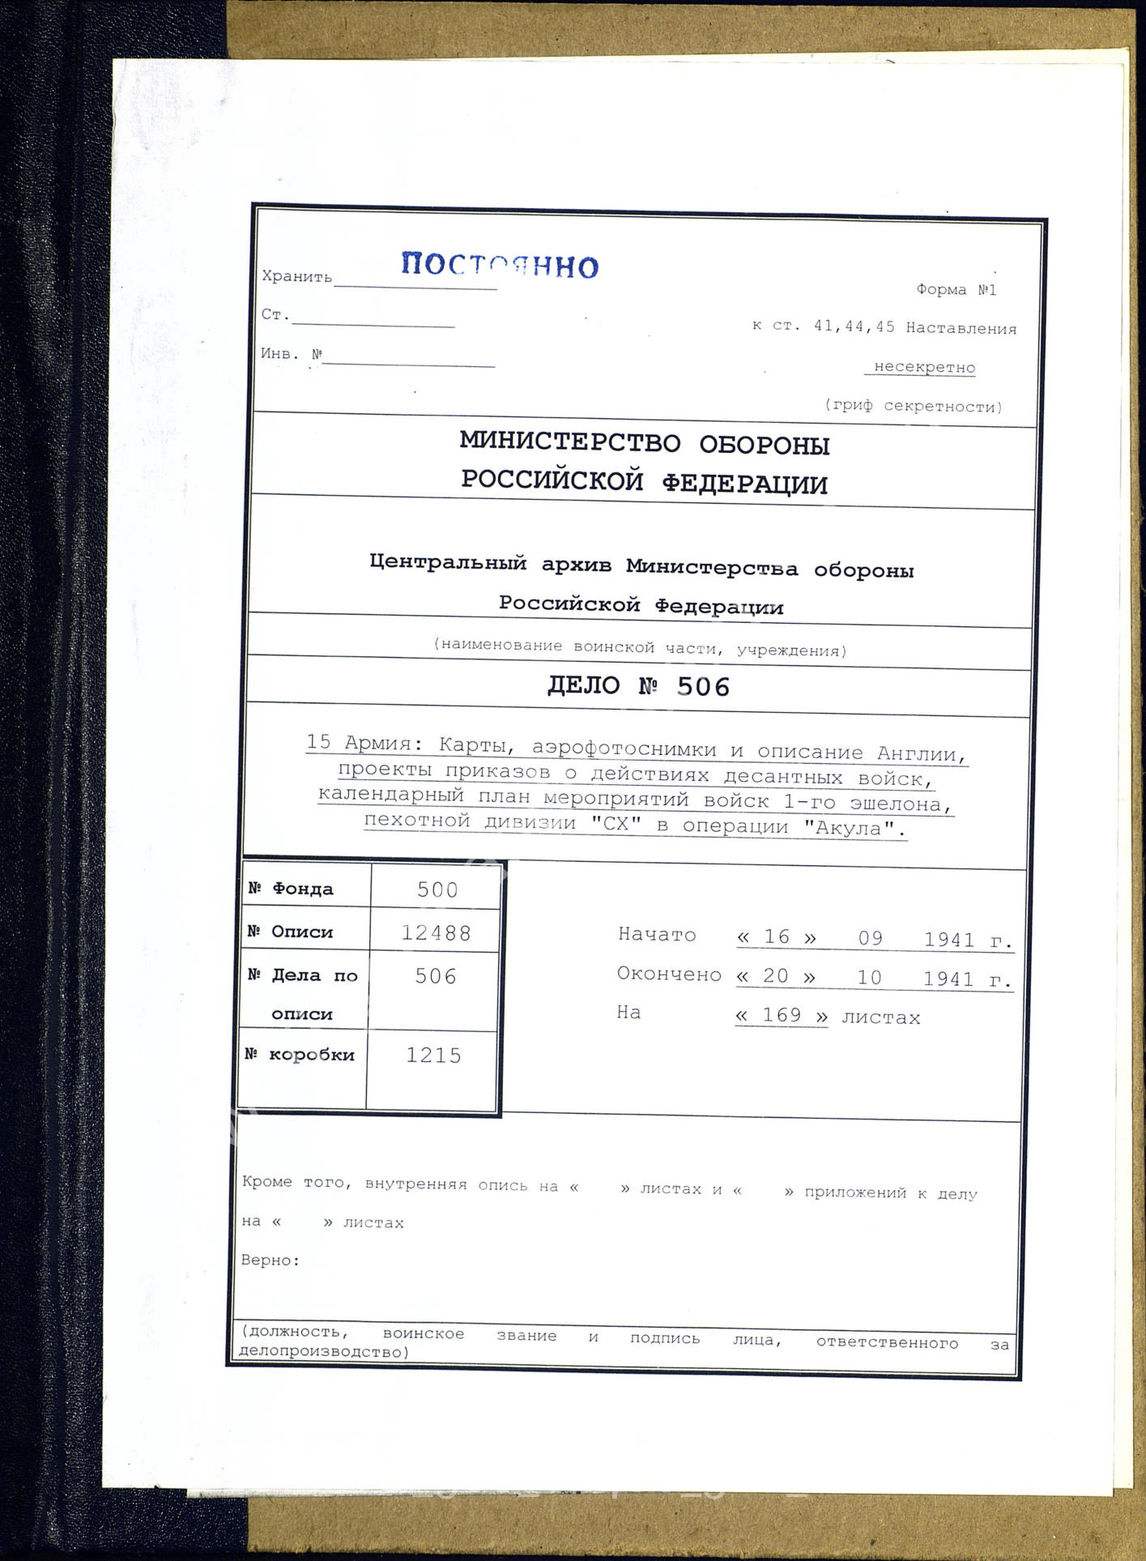 Хранить ПОСТОЯННО
Форма №1
Ст.
к ст. 41,44,45 Наставления
Инв. №
несекретно
(гриф секретности)
МИНИСТЕРСТВО ОБОРОНЫ
РОССИЙСКОЙ ФЕДЕРАЦИИ
Центральный архив Министерства обороны
Российской Федерации
(наименование воинской части, учреждения)
ДЕЛО № 506
15 Армия: Карты, аэрофотоснимки и описание Англии,
проекты приказов о действиях десантных войск,
календарный план мероприятий войск 1-го эшелона,
пехотной дивизии "СХ" в операции "Акула".
№ Фонда 500
№ Описи 12488
№ Дела по 506
описи
№ коробки 1215
Начато « 16 » 09 1941 г.
Окончено « 20 » 10 1941 г.
На « 169 » листах
Кроме того, внутренняя опись на « » листах и « » приложений к делу
на « » листах
Верно:
(должность, воинское звание и подпись лица, ответственного за
делопроизводство)